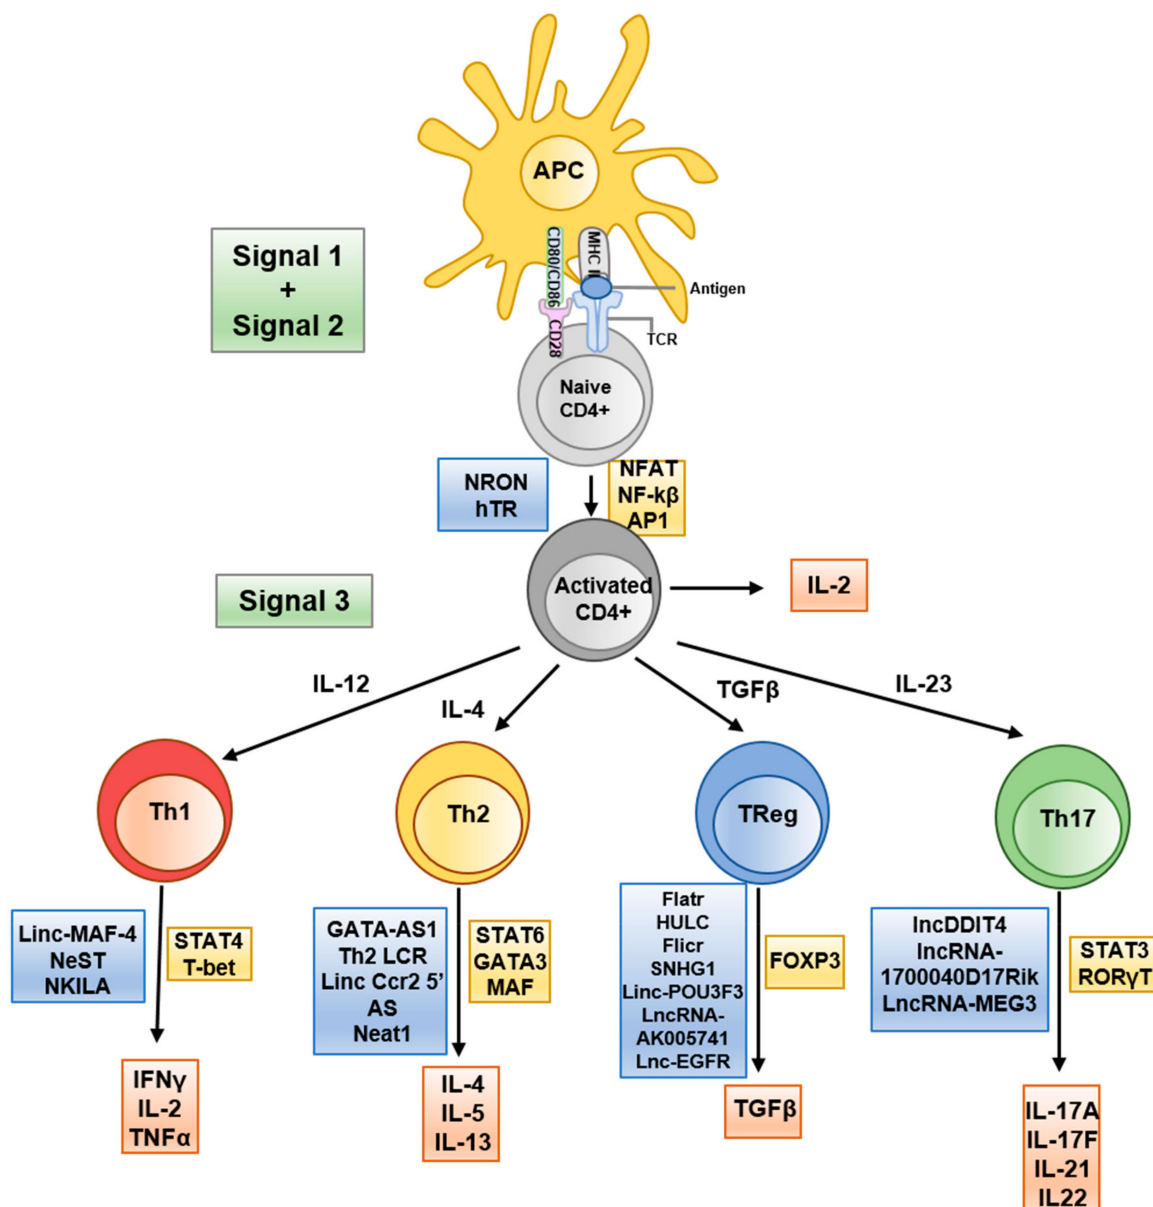 APC
CD80/CD86
MHC II
Signal 1
+
Signal 2
Antigen
CD28
TCR
Naive
CD4+
NRON
hTR
NFAT
NF-kβ
AP1
Signal 3
Activated
CD4+
IL-2
IL-12
IL-4
TGFβ
IL-23
Th1
Th2
TReg
Th17
Linc-MAF-4
NeST
NKILA
STAT4
T-bet
GATA-AS1
Th2 LCR
Linc Ccr2 5’
AS
Neat1
STAT6
GATA3
MAF
Flatr
HULC
Flicr
SNHG1
Linc-POU3F3
LncRNA-
AK005741
Lnc-EGFR
FOXP3
lncDDIT4
lncRNA-
1700040D17Rik
LncRNA-MEG3
STAT3
RORγT
IFNγ
IL-2
TNFα
IL-4
IL-5
IL-13
TGFβ
IL-17A
IL-17F
IL-21
IL22